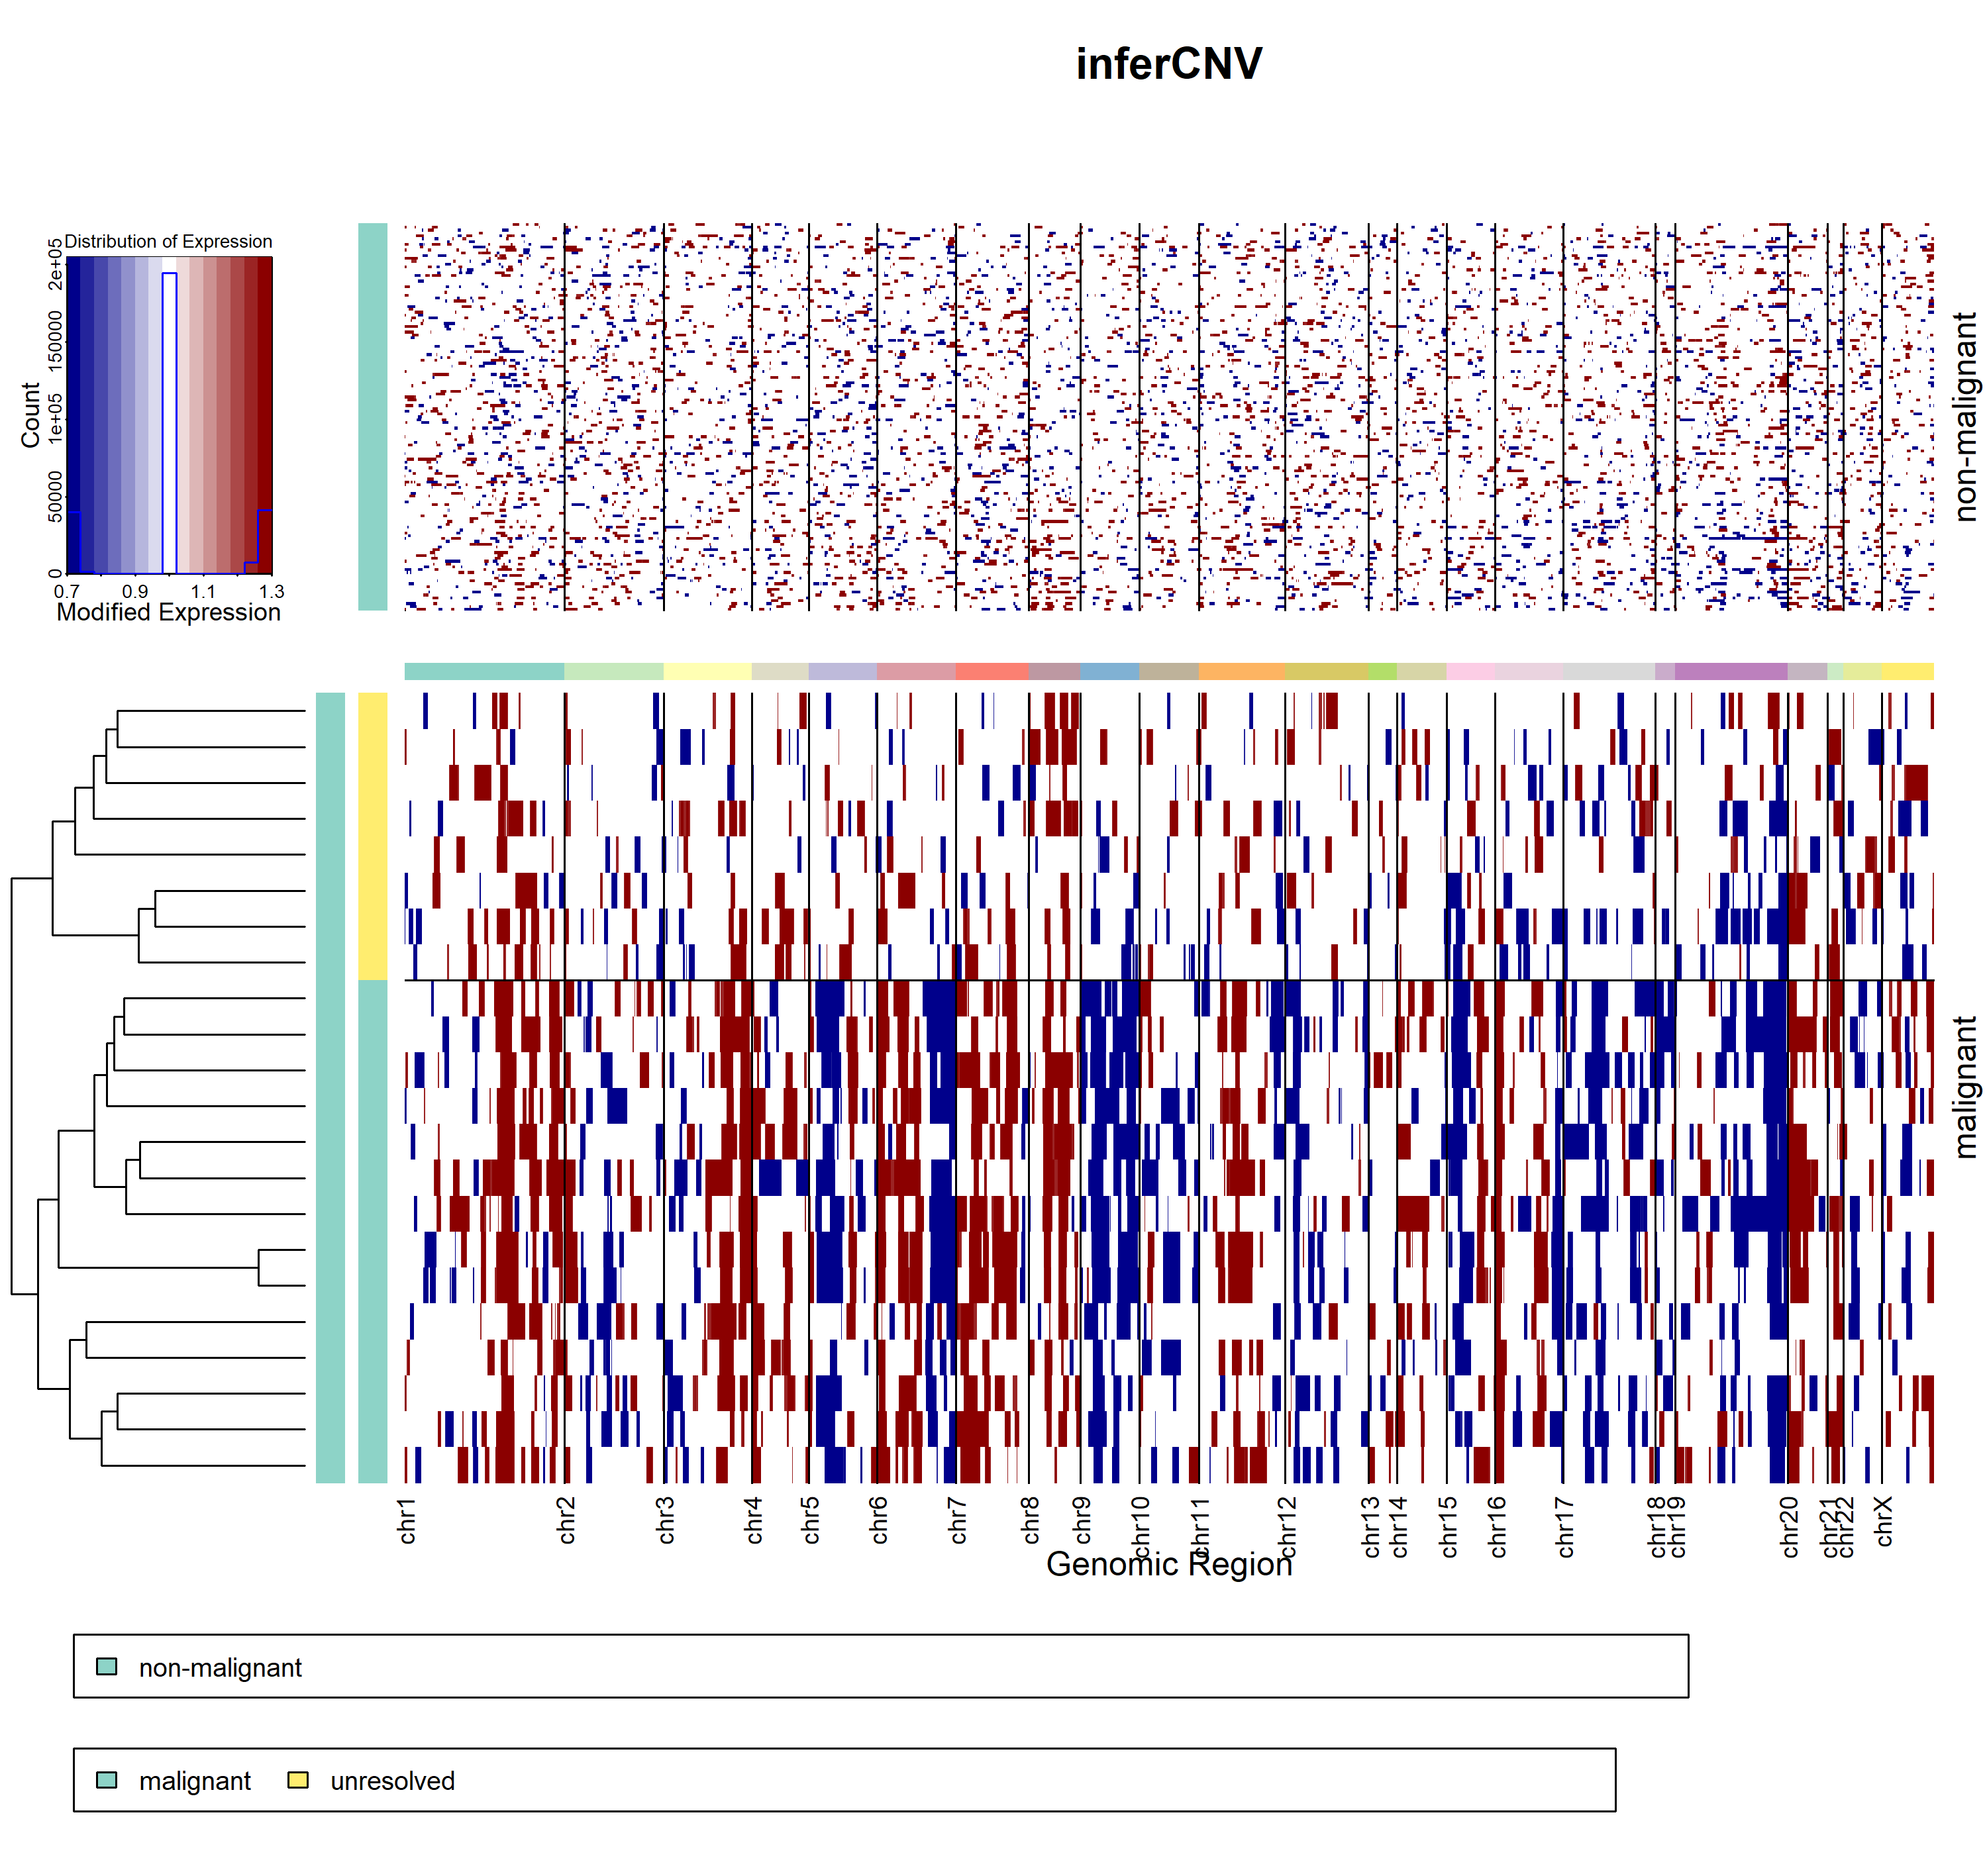 inferCNV
Distribution of Expression
Count
0 50000 1e+05 150000 2e+05
0.7 0.9 1.1 1.3
Modified Expression
non-malignant
malignant
chr1 chr2 chr3 chr4 chr5 chr6 chr7 chr8 chr9 chr10 chr11 chr12 chr13 chr14 chr15 chr16 chr17 chr18 chr19 chr20 chr21 chr22 chrX
Genomic Region
non-malignant
malignant unresolved